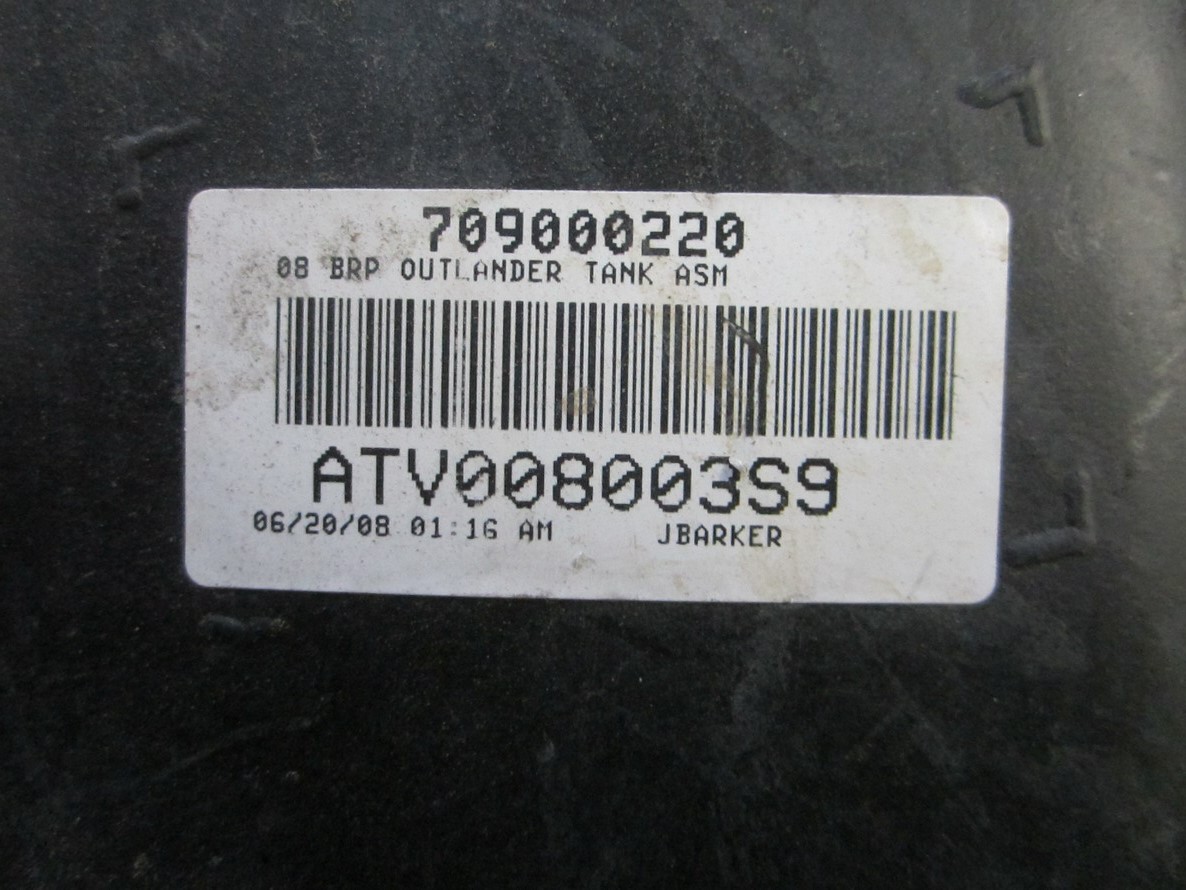 709000220
08 BRP OUTLANDER TANK ASM
ATV008003S9
06/20/08 01:16 AM JBARKER